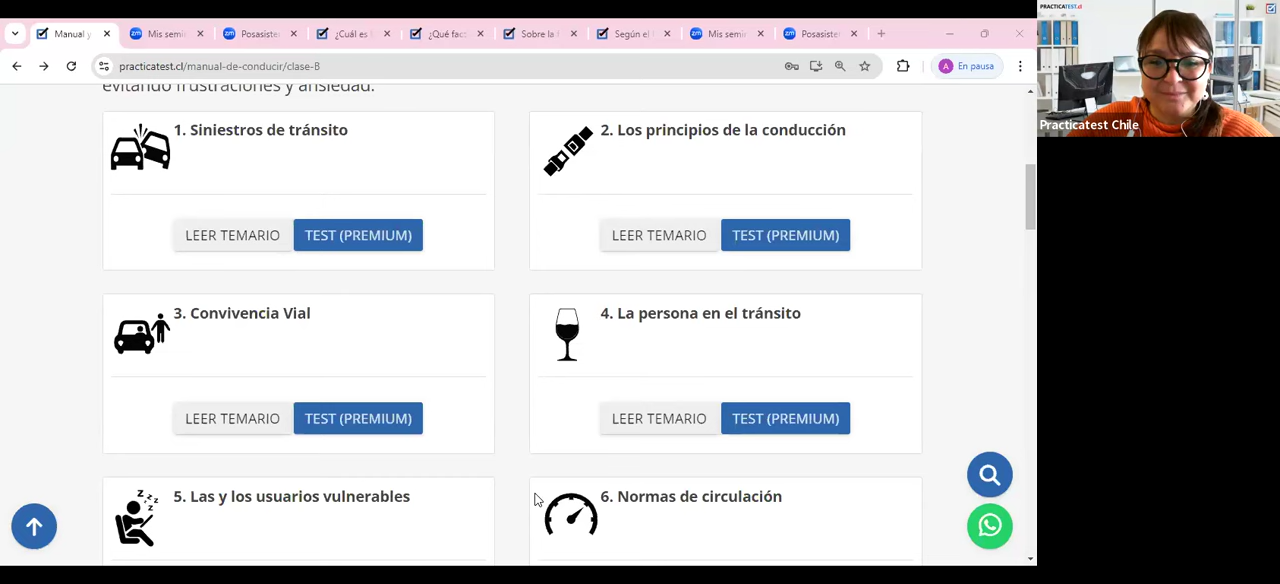 Manual y
Mis semi
Posasiste
¿Cuál es
¿Qué fac
Sobre la
Según el
Mis semi
Posasiste
practicatest.cl/manual-de-conducir/clase-B
A En pausa
PRACTICATEST.cl
Practicatest Chile
evitando frustraciones y ansiedad.
1. Siniestros de tránsito
LEER TEMARIO
TEST (PREMIUM)
2. Los principios de la conducción
LEER TEMARIO
TEST (PREMIUM)
3. Convivencia Vial
LEER TEMARIO
TEST (PREMIUM)
4. La persona en el tránsito
LEER TEMARIO
TEST (PREMIUM)
5. Las y los usuarios vulnerables
6. Normas de circulación